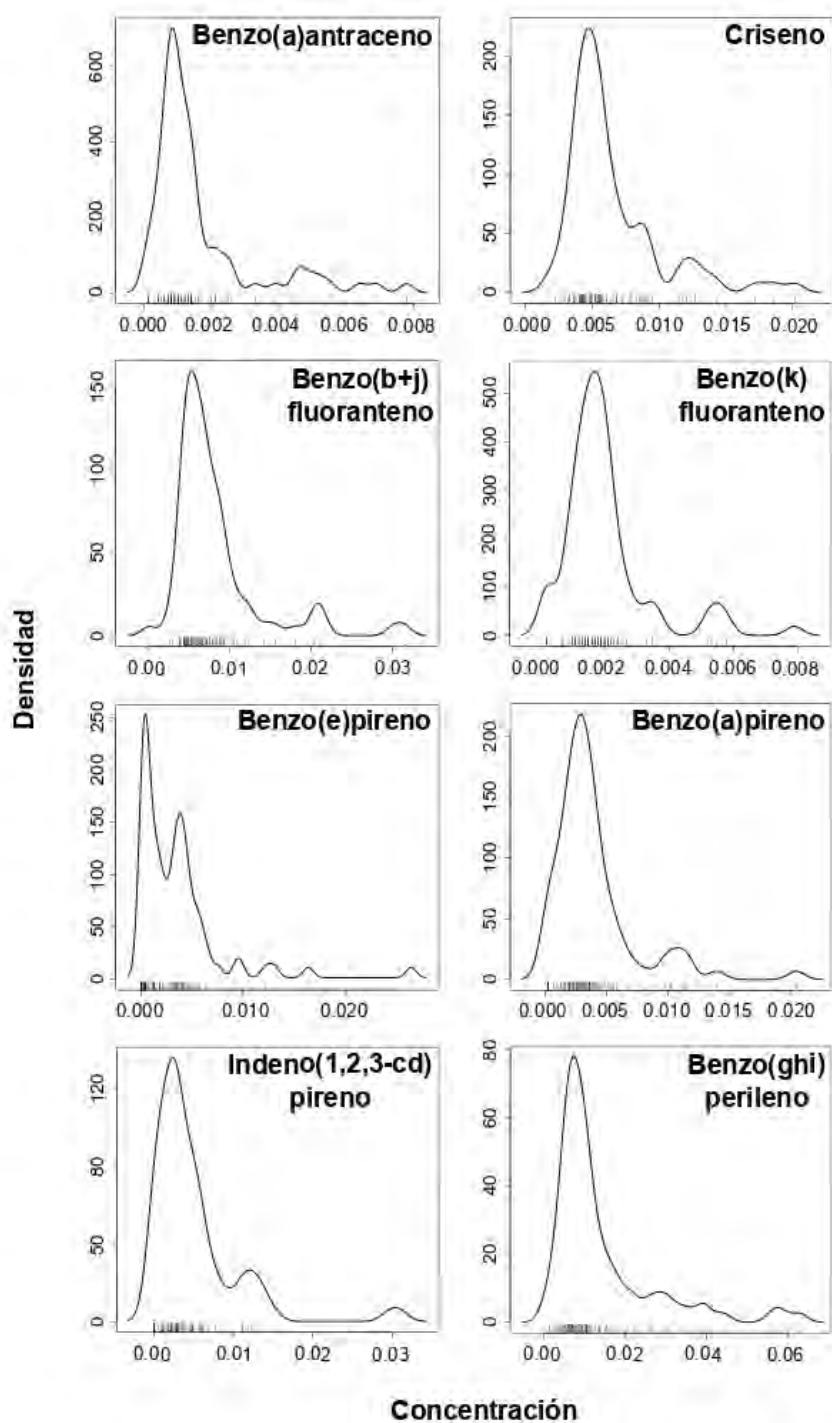 Benzo(a)antraceno
0 200 400 600
0.000 0.002 0.004 0.006 0.008
Criseno
0 50 100 150 200
0.000 0.005 0.010 0.015 0.020
Benzo(b+j)
fluoranteno
0 50 100 150
0.00 0.01 0.02 0.03
Benzo(k)
fluoranteno
0 100 200 300 400 500
0.000 0.002 0.004 0.006 0.008
Benzo(e)pireno
0 50 100 150 200 250
0.000 0.010 0.020
Benzo(a)pireno
0 50 100 150 200
0.000 0.005 0.010 0.015 0.020
Indeno(1,2,3-cd)
pireno
0 50 80 120
0.00 0.01 0.02 0.03
Benzo(ghi)
perileno
0 20 40 60 80
0.00 0.02 0.04 0.06
Densidad
Concentración